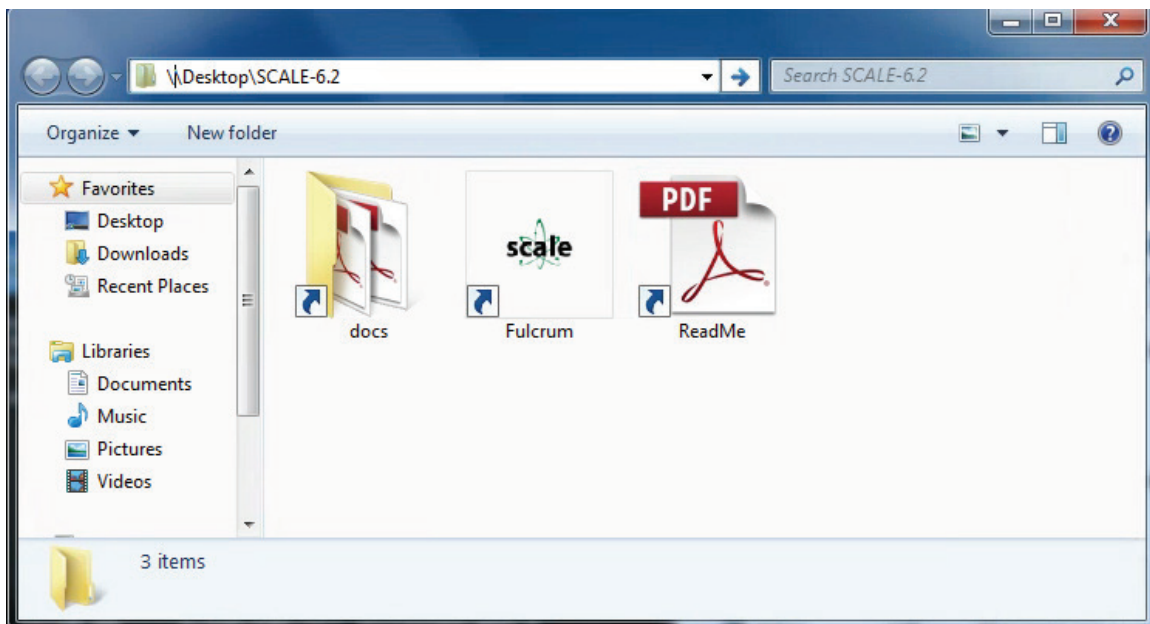 \\Desktop\SCALE-6.2
Search SCALE-6.2
Organize
New folder
Favorites
Desktop
Downloads
Recent Places
Libraries
Documents
Music
Pictures
Videos
docs
scale
Fulcrum
PDF
ReadMe
3 items